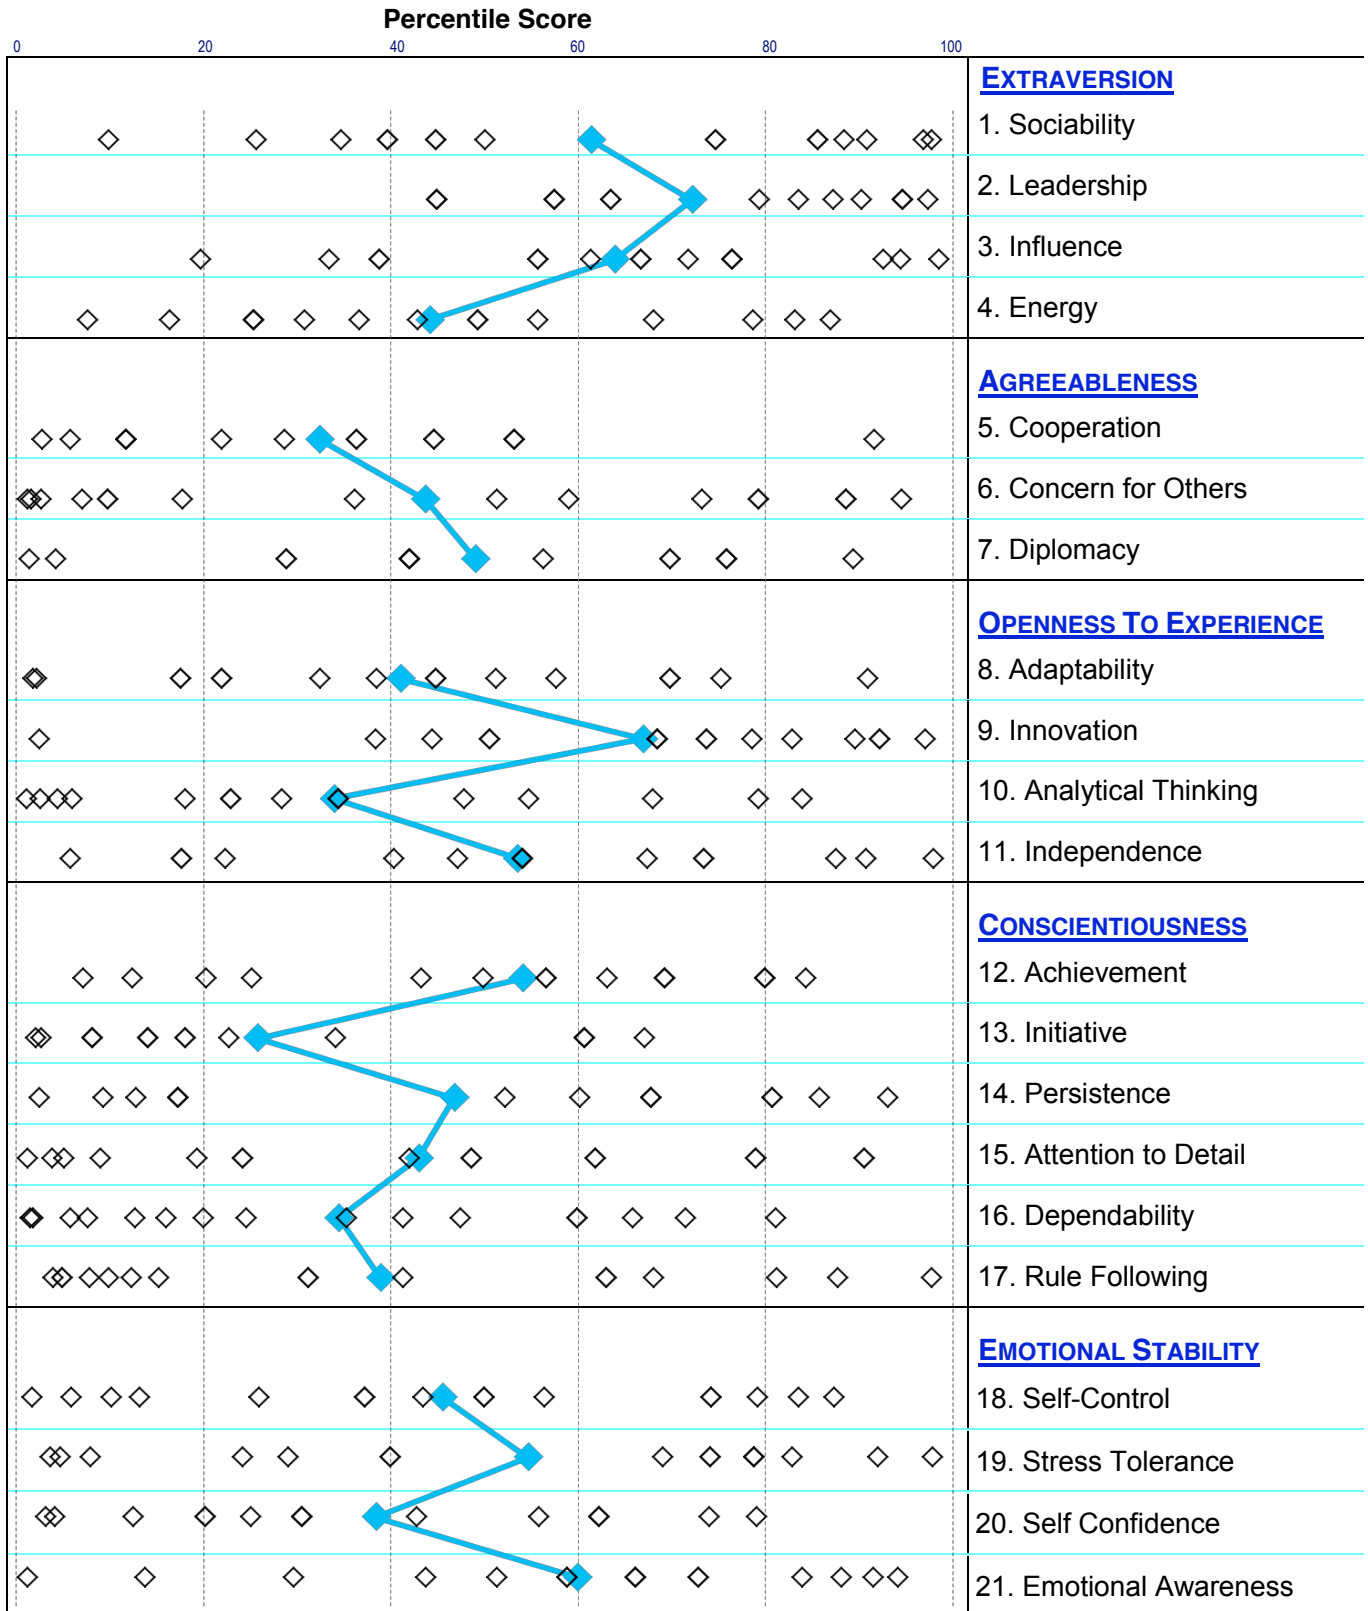 Percentile Score
0 20 40 60 80 100
EXTRAVERSION
1. Sociability
2. Leadership
3. Influence
4. Energy
AGREEABLENESS
5. Cooperation
6. Concern for Others
7. Diplomacy
OPENNESS TO EXPERIENCE
8. Adaptability
9. Innovation
10. Analytical Thinking
11. Independence
CONSCIENTIOUSNESS
12. Achievement
13. Initiative
14. Persistence
15. Attention to Detail
16. Dependability
17. Rule Following
EMOTIONAL STABILITY
18. Self-Control
19. Stress Tolerance
20. Self Confidence
21. Emotional Awareness